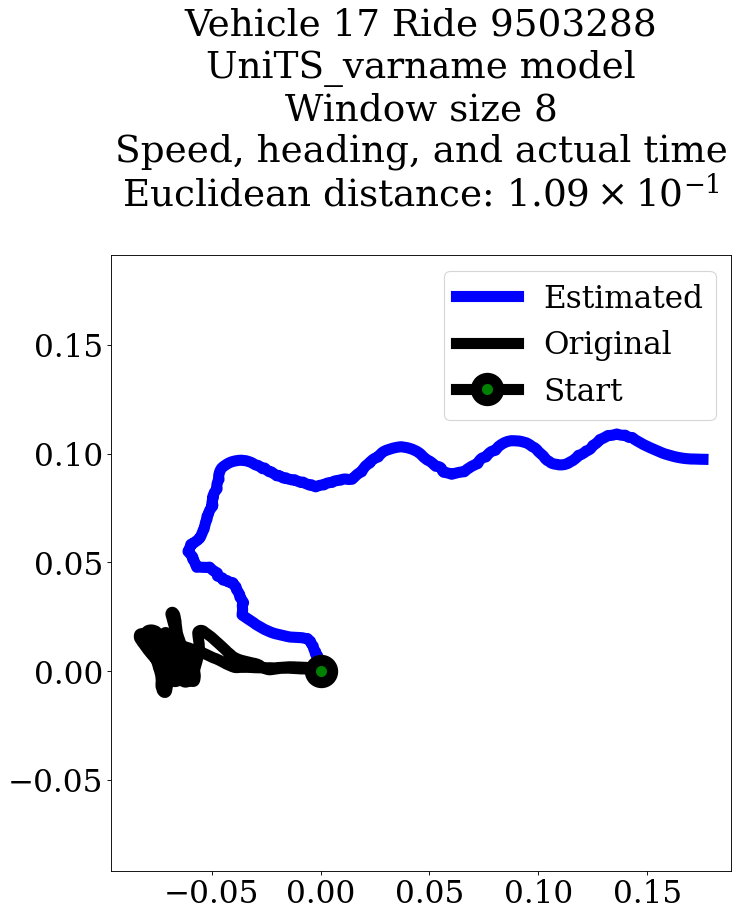 Vehicle 17 Ride 9503288
UniTS_varname model
Window size 8
Speed, heading, and actual time
Euclidean distance: 1.09 × 10⁻¹
Estimated
Original
Start
0.15
0.10
0.05
0.00
−0.05
−0.05 0.00 0.05 0.10 0.15